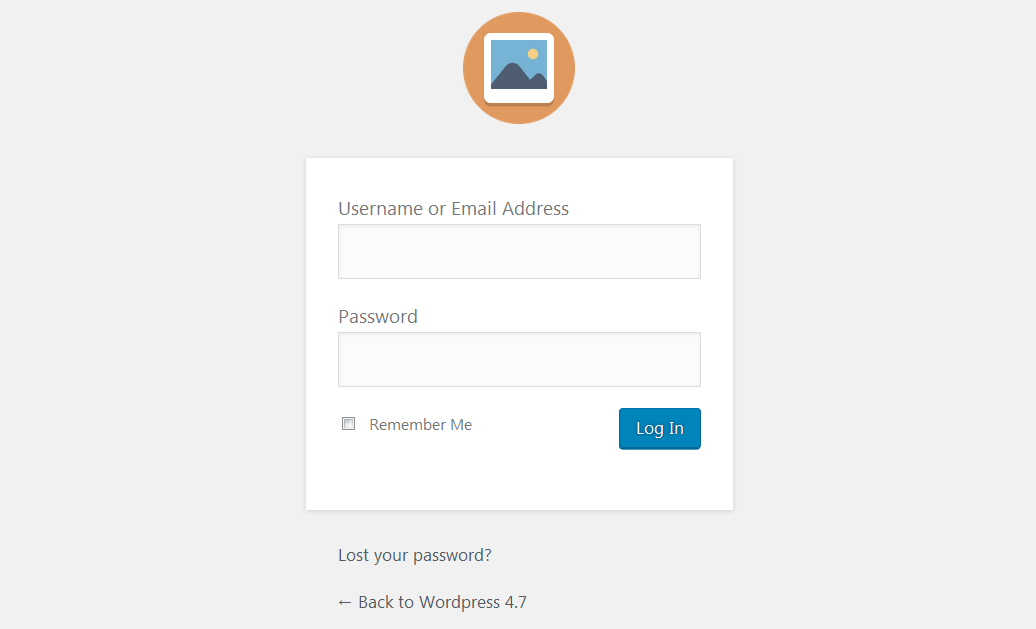 Username or Email Address
Password
Remember Me
Log In
Lost your password?
← Back to Wordpress 4.7